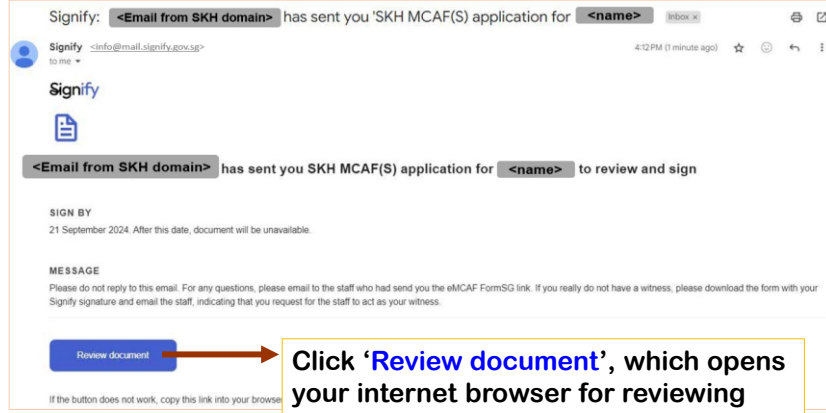 Signify: <Email from SKH domain> has sent you 'SKH MCAF(S) application for <name> Inbox x
Signify <info@mail.signify.gov.sg> 4:12 PM (1 minute ago)
to me
Signify
<Email from SKH domain> has sent you SKH MCAF(S) application for <name> to review and sign
SIGN BY
21 September 2024. After this date, document will be unavailable.
MESSAGE
Please do not reply to this email. For any questions, please email to the staff who had send you the eMCAF FormSG link. If you really do not have a witness, please download the form with your
Signify signature and email the staff, indicating that you request for the staff to act as your witness.
Review document
Click ‘Review document’, which opens
your internet browser for reviewing
If the button does not work, copy this link into your browse